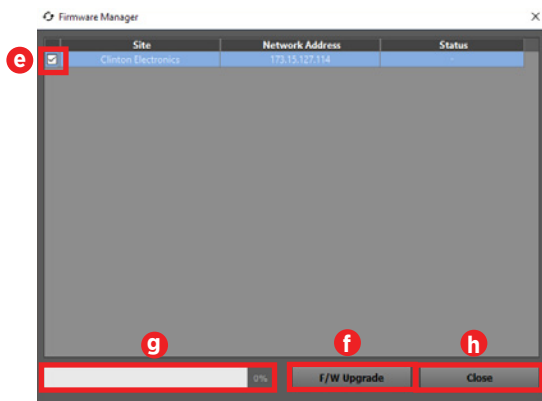 Firmware Manager
Site Network Address Status
e
Clinton Electronics 173.15.127.114 -
g f h
0% F/W Upgrade Close